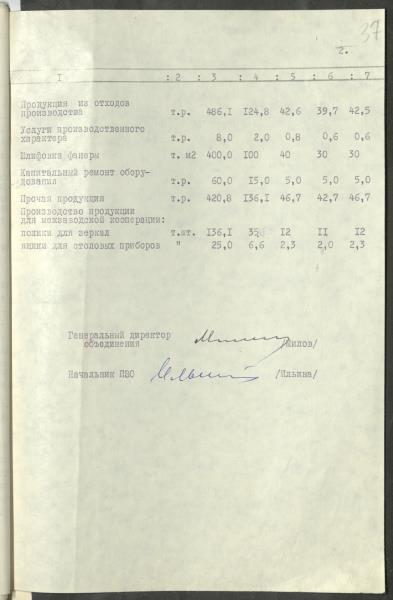 37
2.
I : 2 : 3 : 4 : 5 : 6 : 7
Продукция из отходов
производства т.р. 486,1 124,8 42,6 39,7 42,5
Услуги производственного
характера т.р. 8,0 2,0 0,8 0,6 0,6
Шлифовка фанеры т. м2 400,0 100 40 30 30
Капитальный ремонт обору-
дования т.р. 60,0 15,0 5,0 5,0 5,0
Прочая продукция т.р. 420,8 136,1 46,7 42,7 46,7
Производство продукции
для межзаводской кооперации:
полики для зеркал т.шт. 136,1 35 12 11 12
ящики для столовых приборов " 25,0 6,6 2,3 2,0 2,3
Генеральный директор
объединения /Милов/
Начальник ПЭО /Ильина/